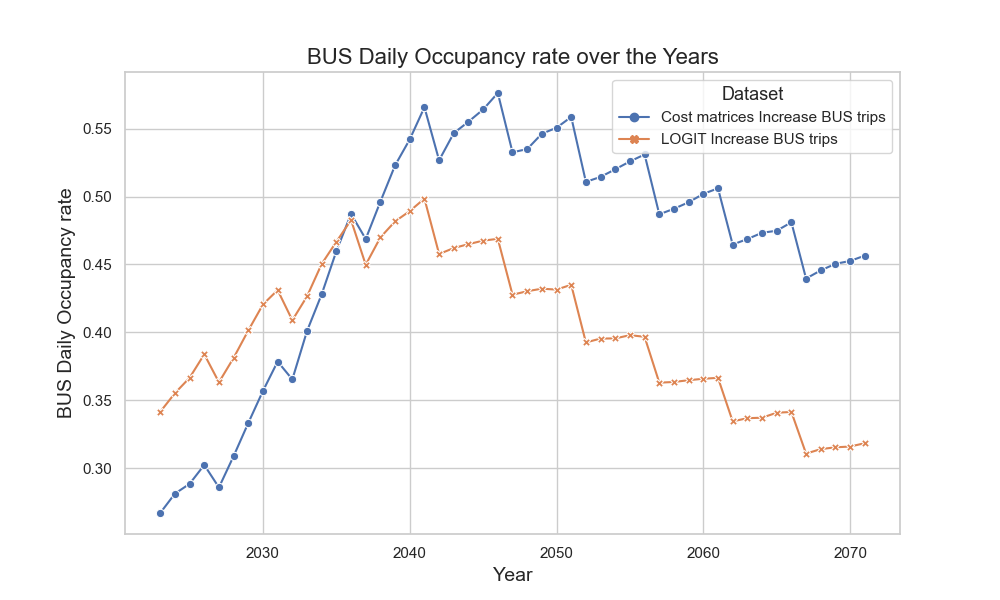 BUS Daily Occupancy rate over the Years
Dataset
Cost matrices Increase BUS trips
LOGIT Increase BUS trips
BUS Daily Occupancy rate
0.55
0.50
0.45
0.40
0.35
0.30
2030 2040 2050 2060 2070
Year